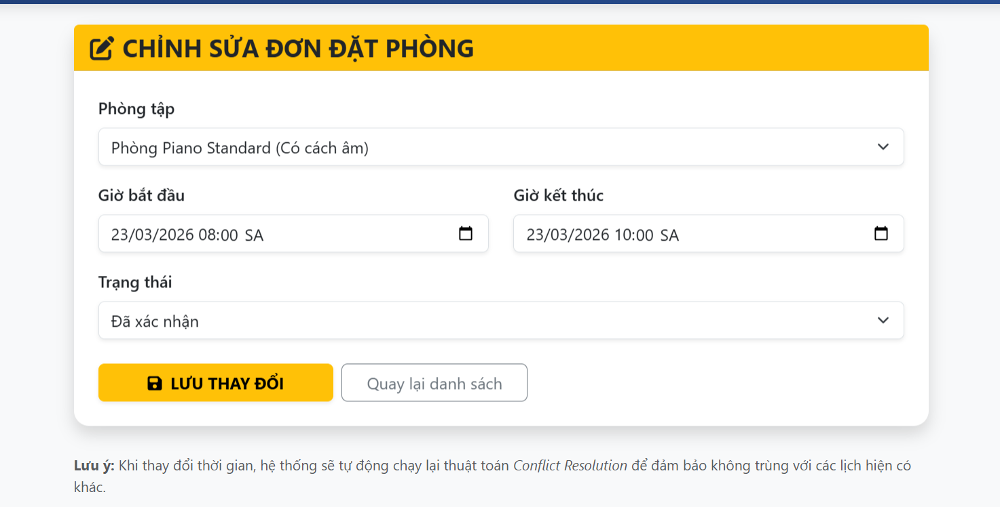 CHỈNH SỬA ĐƠN ĐẶT PHÒNG
Phòng tập
Phòng Piano Standard (Có cách âm)
Giờ bắt đầu
Giờ kết thúc
23/03/2026 08:00 SA
23/03/2026 10:00 SA
Trạng thái
Đã xác nhận
LƯU THAY ĐỔI
Quay lại danh sách
Lưu ý: Khi thay đổi thời gian, hệ thống sẽ tự động chạy lại thuật toán Conflict Resolution để đảm bảo không trùng với các lịch hiện có
khác.